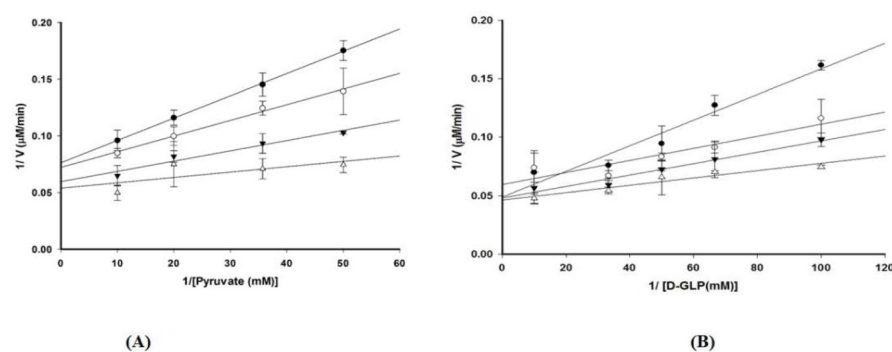 0.20
0.15
0.10
0.05
0.00
1/ V (µM/min)
0 10 20 30 40 50 60
1/[Pyruvate (mM)]
(A)
0.20
0.15
0.10
0.05
0.00
1/ V (µM/min)
0 20 40 60 80 100 120
1/ [D-GLP(mM)]
(B)